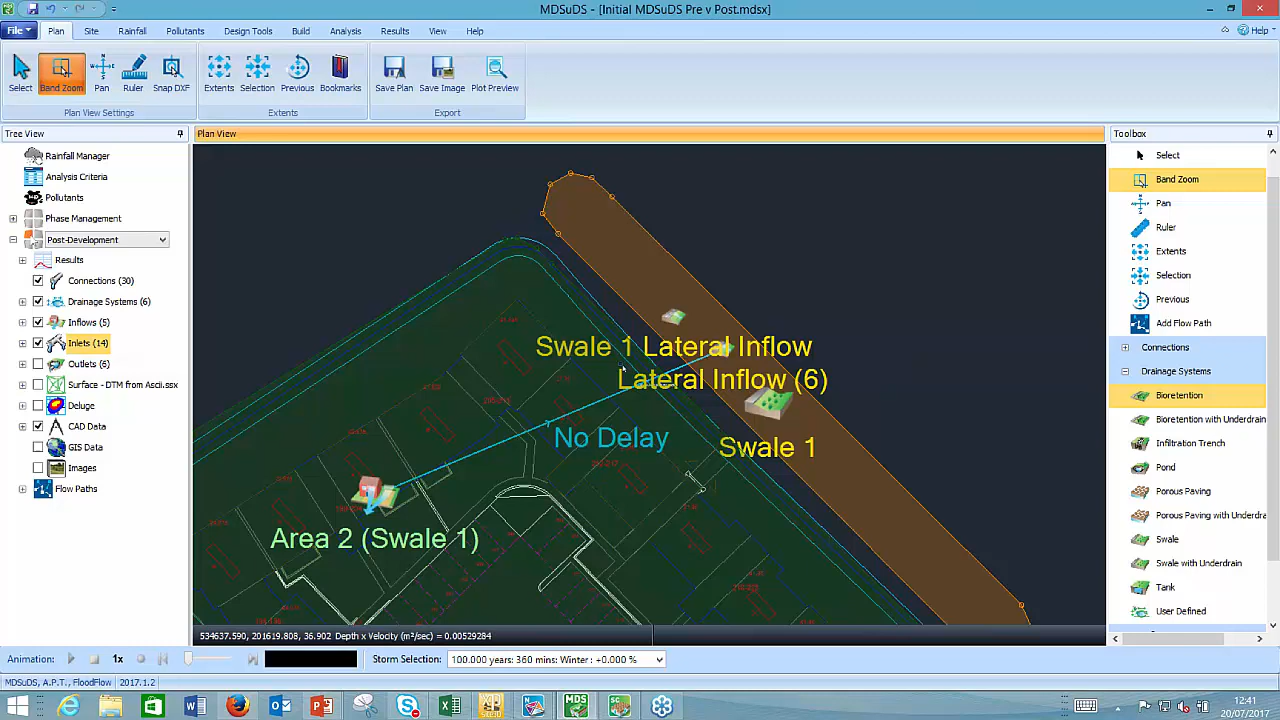 MDSuDS - [Initial MDSuDS Pre v Post.mdsx]
File Plan Site Rainfall Pollutants Design Tools Build Analysis Results View Help
Help
Select Band Zoom Pan Ruler Snap DXF Extents Selection Previous Bookmarks Save Plan Save Image Plot Preview
Plan View Settings Extents Export
Tree View
Rainfall Manager
Analysis Criteria
Pollutants
Phase Management
Post-Development
Results
Connections (30)
Drainage Systems (6)
Inflows (5)
Inlets (14)
Outlets (6)
Surface - DTM from Ascii.ssx
Deluge
CAD Data
GIS Data
Images
Flow Paths
Plan View
Swale 1 Lateral Inflow
Lateral Inflow (6)
No Delay
Swale 1
Area 2 (Swale 1)
534637.590, 201619.808, 36.902 Depth x Velocity (m²/sec) = 0.00529284
Toolbox
Select
Band Zoom
Pan
Ruler
Extents
Selection
Previous
Add Flow Path
Connections
Drainage Systems
Bioretention
Bioretention with Underdrain
Infiltration Trench
Pond
Porous Paving
Porous Paving with Underdra
Swale
Swale with Underdrain
Tank
User Defined
Animation: 1x Storm Selection: 100.000 years: 360 mins: Winter : +0.000 %
MDSuDS, A.P.T., FloodFlow 2017.1.2
12:41
20/07/2017